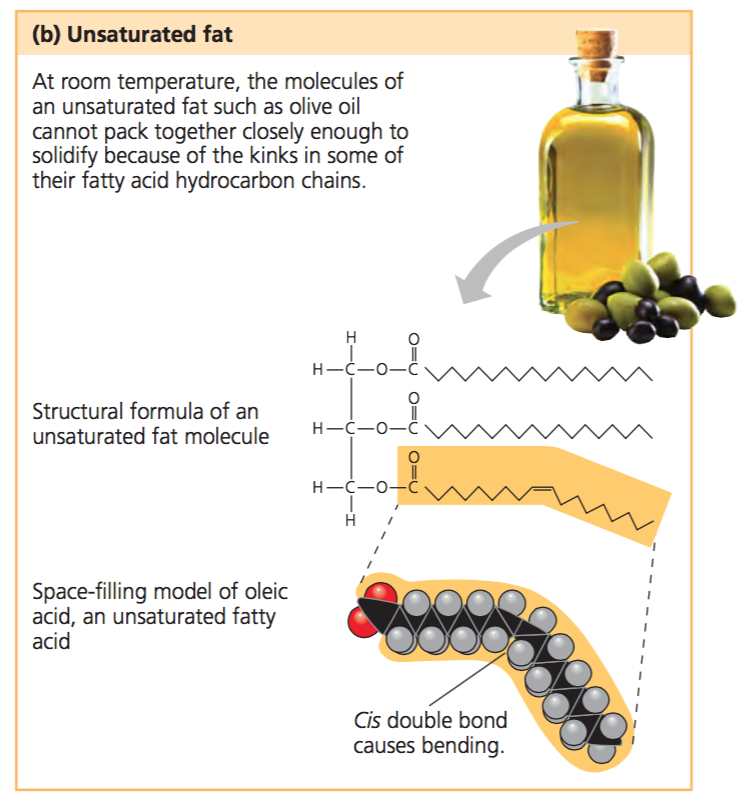 (b) Unsaturated fat
At room temperature, the molecules of
an unsaturated fat such as olive oil
cannot pack together closely enough to
solidify because of the kinks in some of
their fatty acid hydrocarbon chains.
H O
H C O C
O
Structural formula of an
unsaturated fat molecule
H C O C
O
H C O C
H
Space-filling model of oleic
acid, an unsaturated fatty
acid
Cis double bond
causes bending.